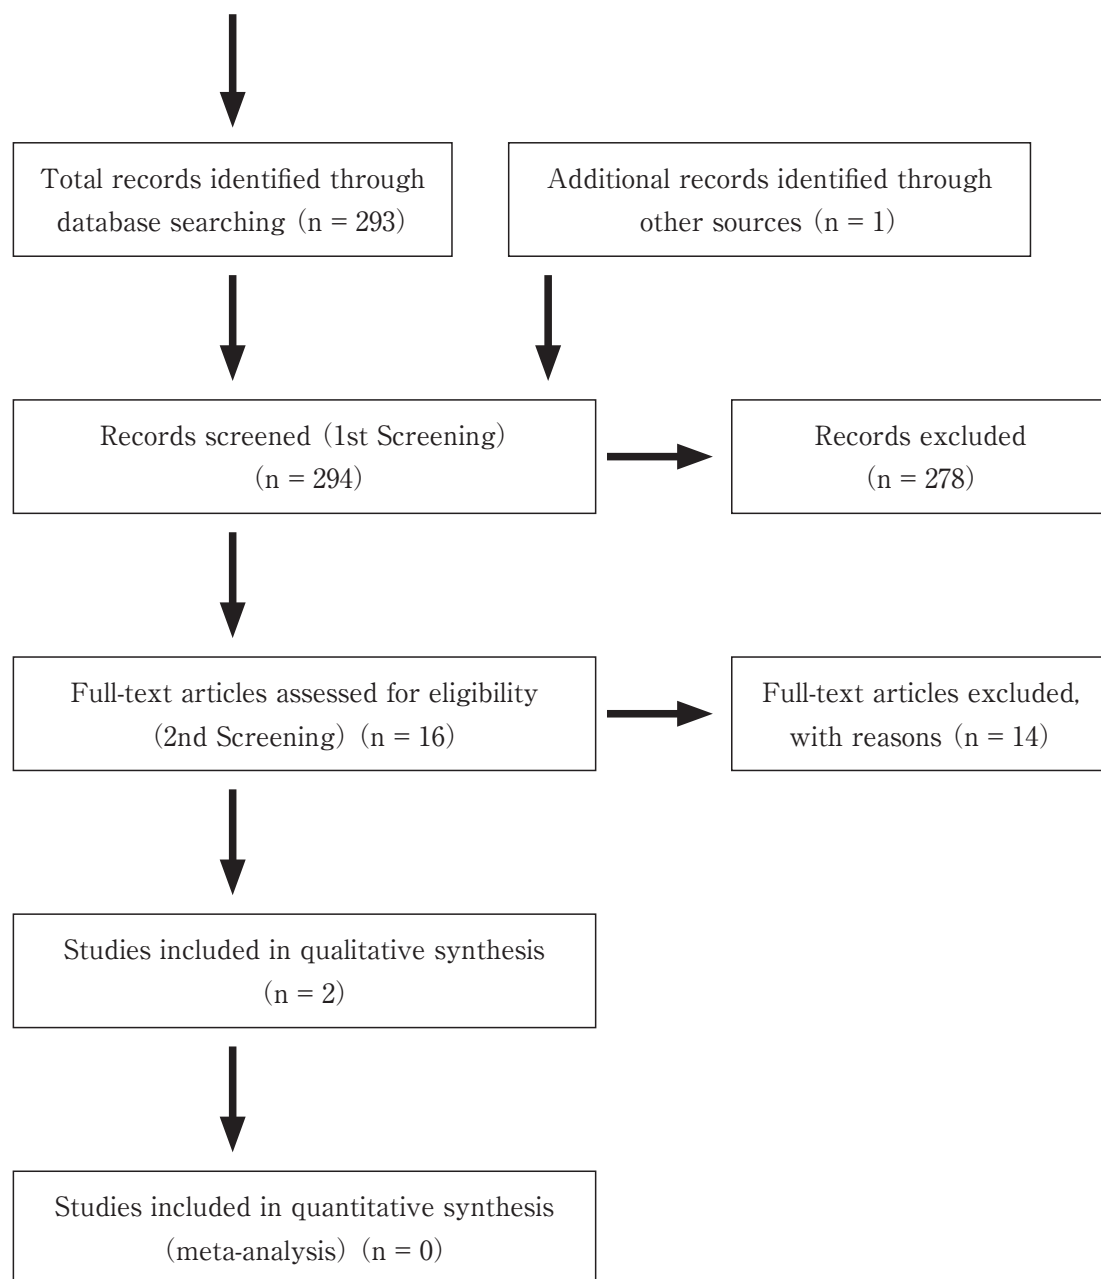 Total records identified through
database searching (n = 293)
Additional records identified through
other sources (n = 1)
Records screened (1st Screening)
(n = 294)
Records excluded
(n = 278)
Full-text articles assessed for eligibility
(2nd Screening) (n = 16)
Full-text articles excluded,
with reasons (n = 14)
Studies included in qualitative synthesis
(n = 2)
Studies included in quantitative synthesis
(meta-analysis) (n = 0)